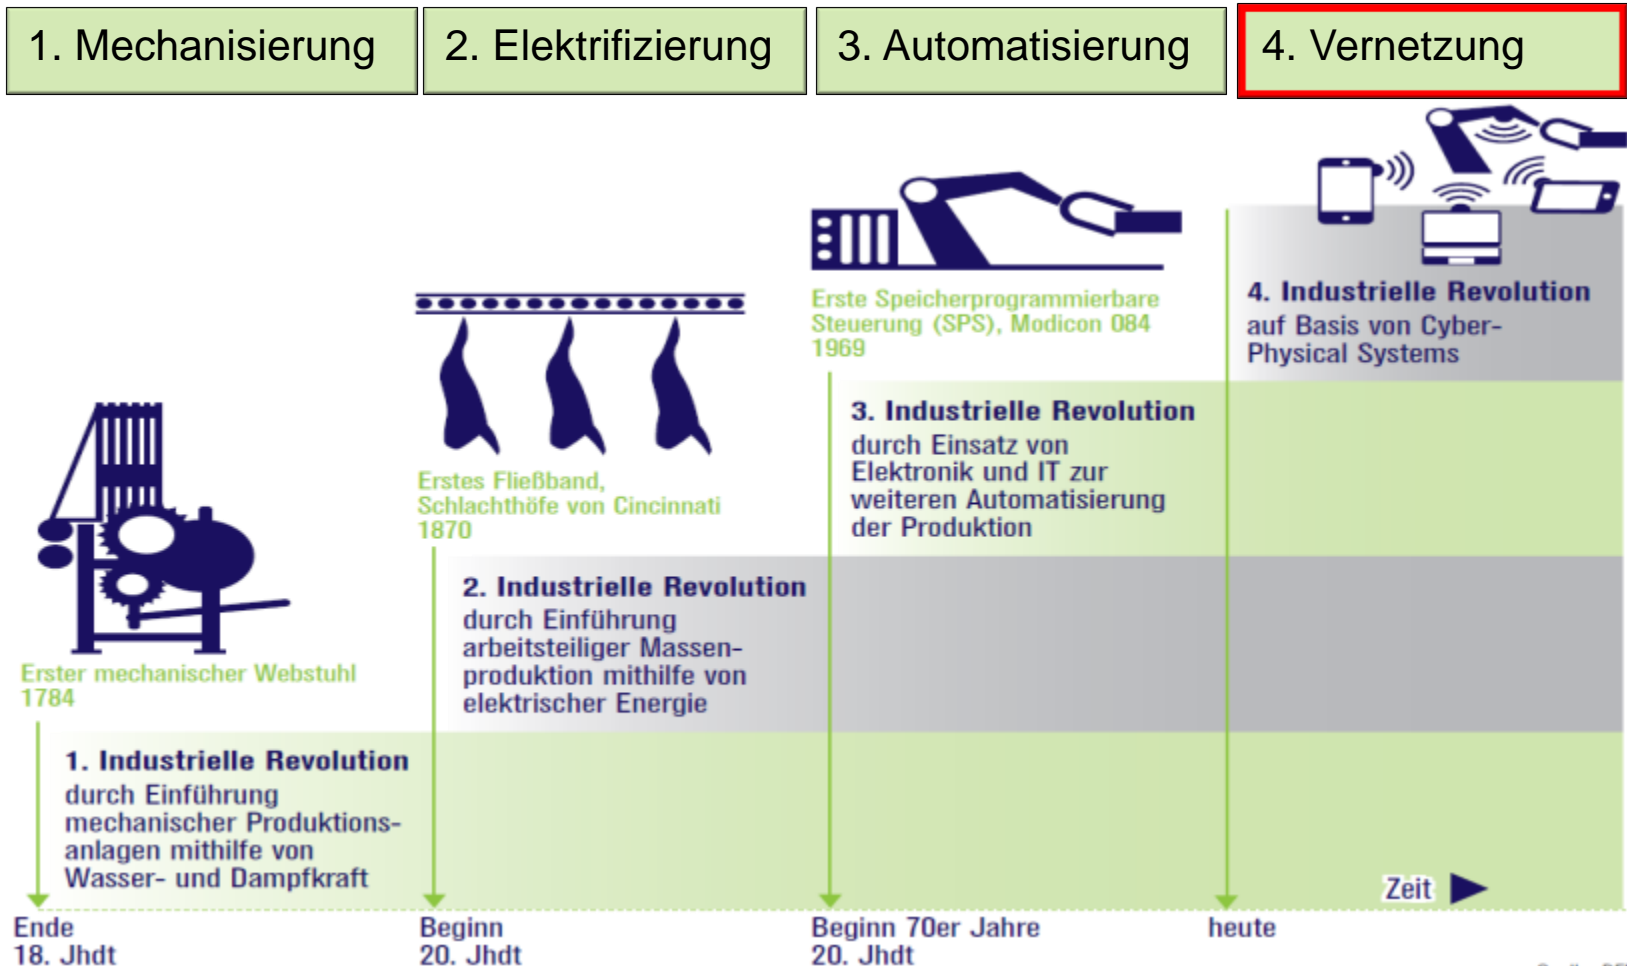 1. Mechanisierung
2. Elektrifizierung
3. Automatisierung
4. Vernetzung
Erster mechanischer Webstuhl
1784
1. Industrielle Revolution
durch Einführung
mechanischer Produktions-
anlagen mithilfe von
Wasser- und Dampfkraft
Ende
18. Jhdt
Erstes Fließband,
Schlachthöfe von Cincinnati
1870
2. Industrielle Revolution
durch Einführung
arbeitsteiliger Massen-
produktion mithilfe von
elektrischer Energie
Beginn
20. Jhdt
Erste Speicherprogrammierbare
Steuerung (SPS), Modicon 084
1969
3. Industrielle Revolution
durch Einsatz von
Elektronik und IT zur
weiteren Automatisierung
der Produktion
Beginn 70er Jahre
20. Jhdt
4. Industrielle Revolution
auf Basis von Cyber-
Physical Systems
heute
Zeit